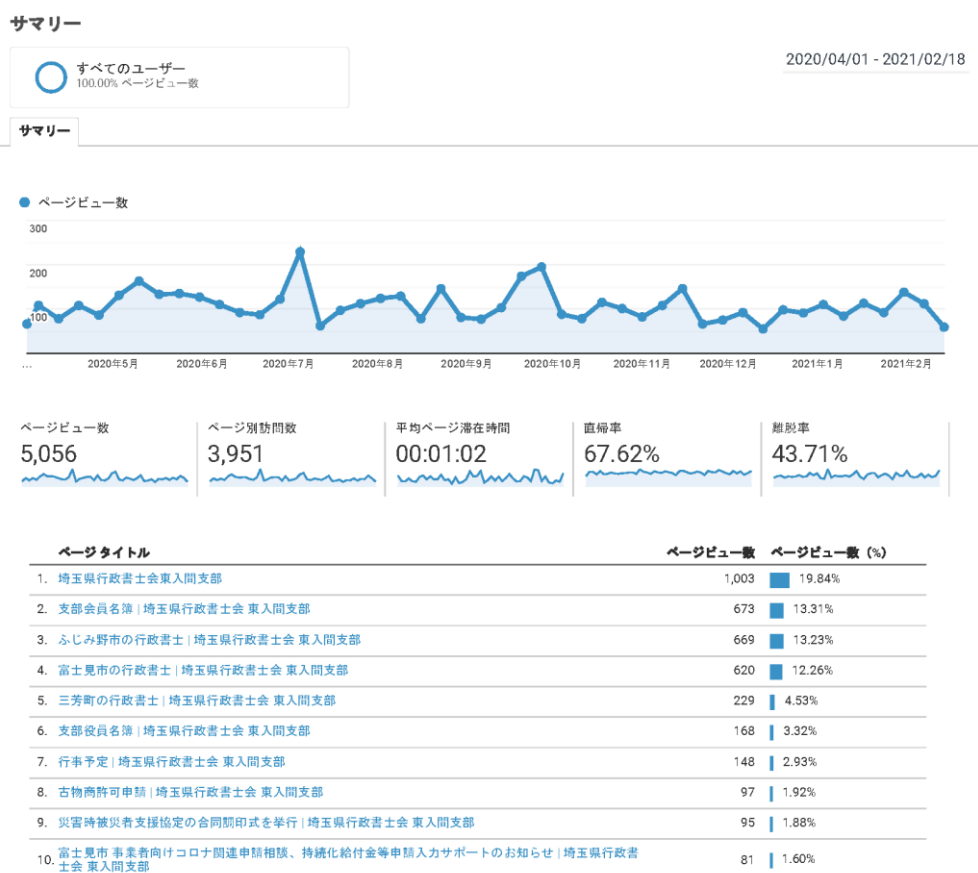 サマリー
すべてのユーザー
100.00% ページビュー数
2020/04/01 - 2021/02/18
サマリー
ページビュー数
300
200
100
... 2020年5月 2020年6月 2020年7月 2020年8月 2020年9月 2020年10月 2020年11月 2020年12月 2021年1月 2021年2月
ページビュー数 ページ別訪問数 平均ページ滞在時間 直帰率 離脱率
5,056 3,951 00:01:02 67.62% 43.71%
ページ タイトル ページビュー数 ページビュー数（%）
1. 埼玉県行政書士会東入間支部 1,003 19.84%
2. 支部会員名簿 | 埼玉県行政書士会 東入間支部 673 13.31%
3. ふじみ野市の行政書士 | 埼玉県行政書士会 東入間支部 669 13.23%
4. 富士見市の行政書士 | 埼玉県行政書士会 東入間支部 620 12.26%
5. 三芳町の行政書士 | 埼玉県行政書士会 東入間支部 229 4.53%
6. 支部役員名簿 | 埼玉県行政書士会 東入間支部 168 3.32%
7. 行事予定 | 埼玉県行政書士会 東入間支部 148 2.93%
8. 古物商許可申請 | 埼玉県行政書士会 東入間支部 97 1.92%
9. 災害時被災者支援協定の合同調印式を挙行 | 埼玉県行政書士会 東入間支部 95 1.88%
10. 富士見市 事業者向けコロナ関連申請相談、持続化給付金等申請入力サポートのお知らせ | 埼玉県行政書 81 1.60%
士会 東入間支部